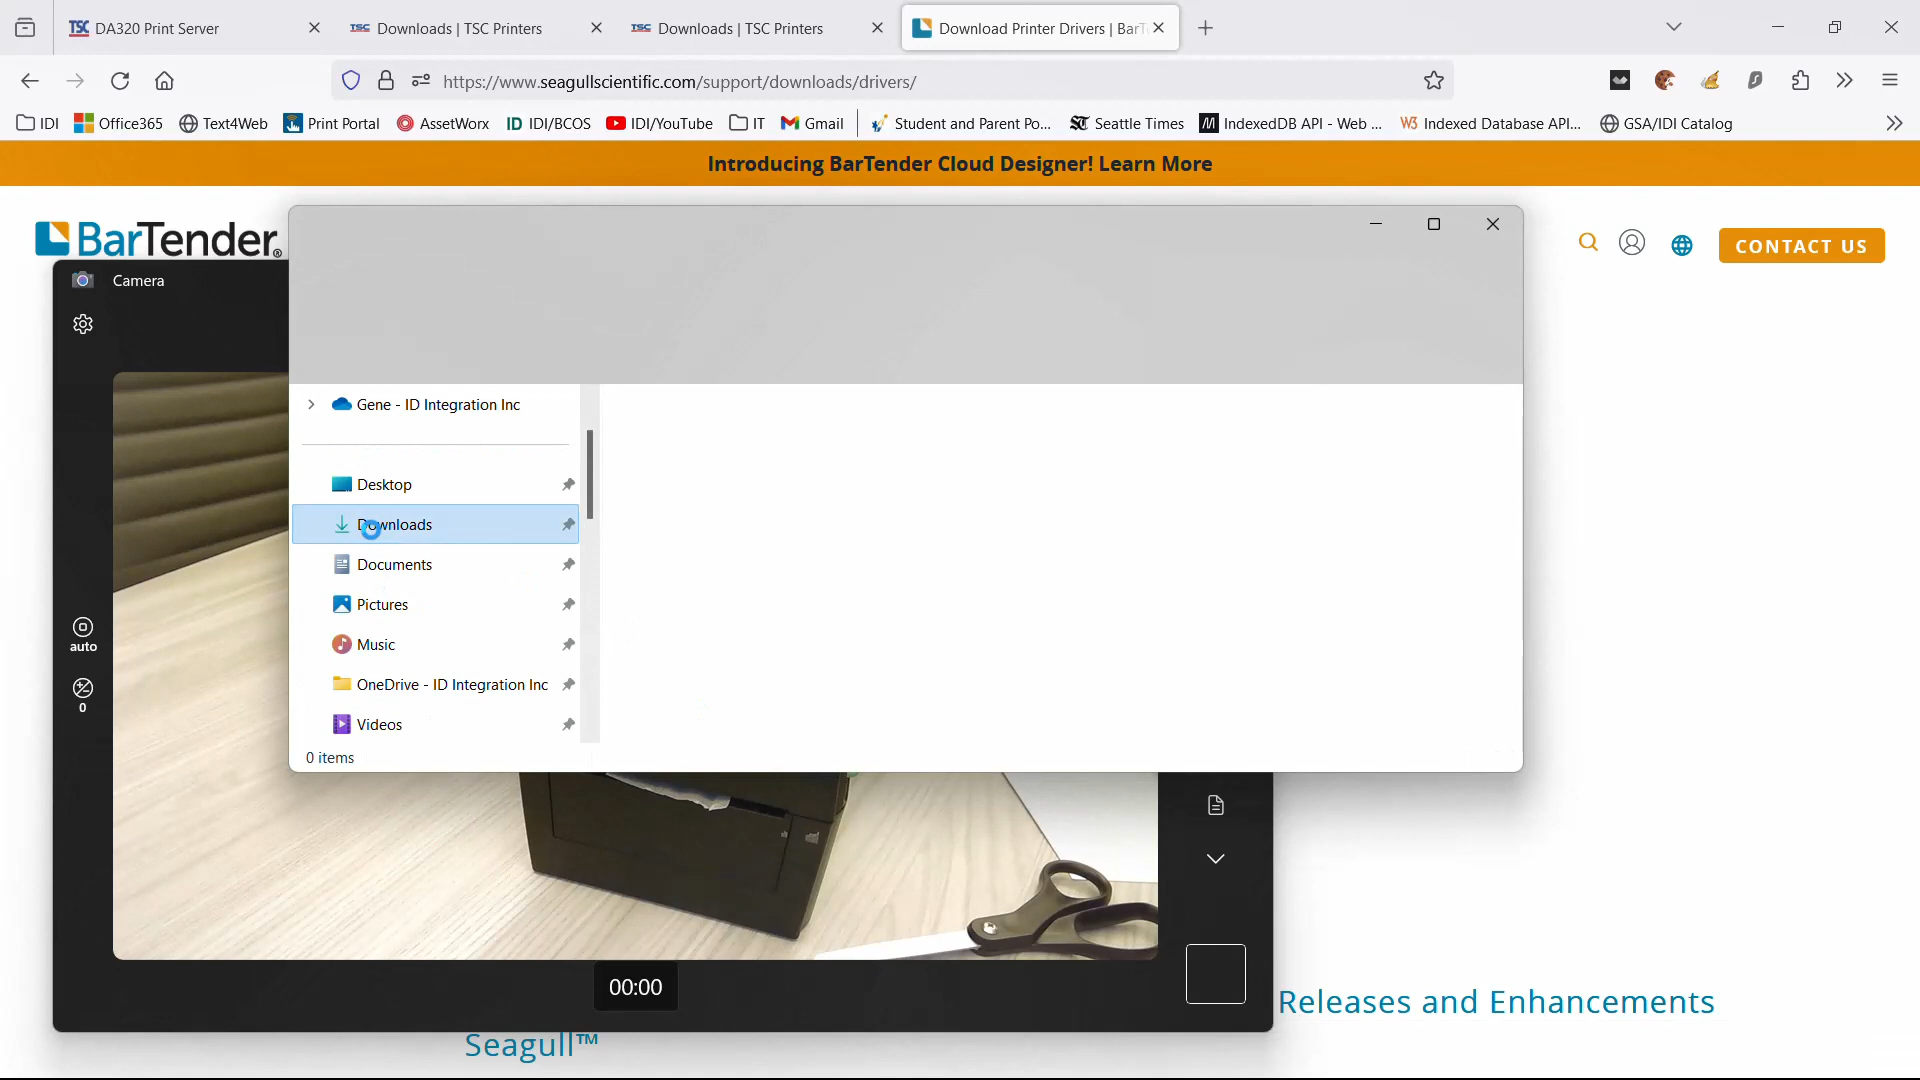 DA320 Print Server
Downloads | TSC Printers
Downloads | TSC Printers
Download Printer Drivers | BarT
https://www.seagullscientific.com/support/downloads/drivers/
IDI
Office365
Text4Web
Print Portal
AssetWorx
IDI/BCOS
IDI/YouTube
IT
Gmail
Student and Parent Po...
Seattle Times
IndexedDB API - Web ...
Indexed Database API...
GSA/IDI Catalog
Introducing BarTender Cloud Designer! Learn More
BarTender®
CONTACT US
Camera
Gene - ID Integration Inc
Desktop
Downloads
Documents
Pictures
Music
OneDrive - ID Integration Inc
Videos
0 items
auto
0
00:00
Releases and Enhancements
Seagull™